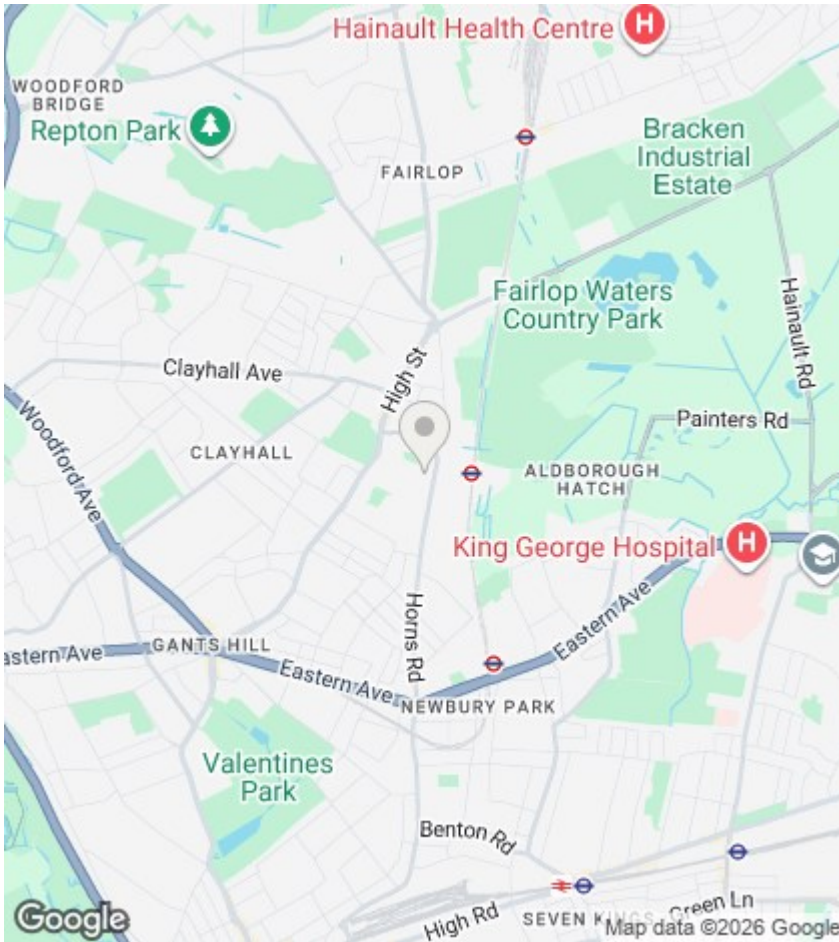 Hainault Health Centre
H
WOODFORD
BRIDGE
Repton Park
Bracken
Industrial
Estate
FAIRLOP
Fairlop Waters
Country Park
Hainault Rd
High St
Clayhall Ave
Painters Rd
Woodford Ave
CLAYHALL
ALDBOROUGH
HATCH
King George Hospital
H
Horns Rd
Eastern Ave
astern Ave
GANTS HILL
Eastern Ave
NEWBURY PARK
Valentines
Park
Benton Rd
High Rd
SEVEN KINGS
Green Ln
Google
Map data ©2026 Google